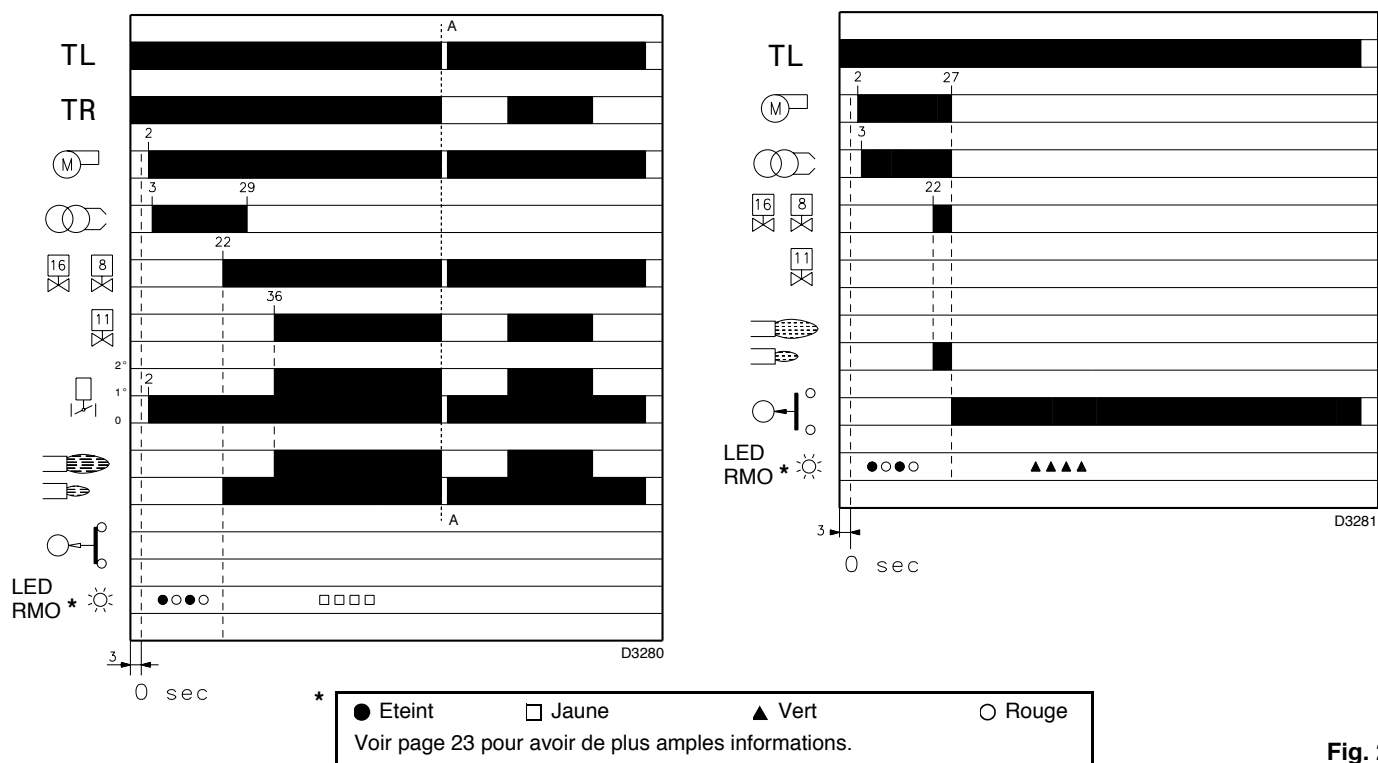 A
TL
TR
2
M
3 29
22
16 8
36
11
2°
1° 2
0
A
LED
RMO *
D3280
3
0 sec
TL
2 27
M
3
22
16 8
11
LED
RMO *
D3281
3
0 sec
*
● Eteint □ Jaune ▲ Vert ○ Rouge
Voir page 23 pour avoir de plus amples informations.
Fig.